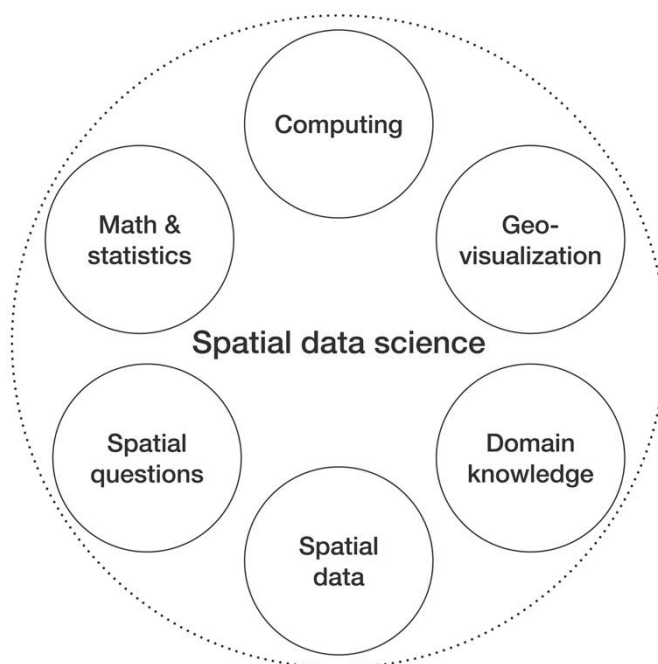 Computing
Math &
statistics
Geo-
visualization
Spatial data science
Spatial
questions
Domain
knowledge
Spatial
data